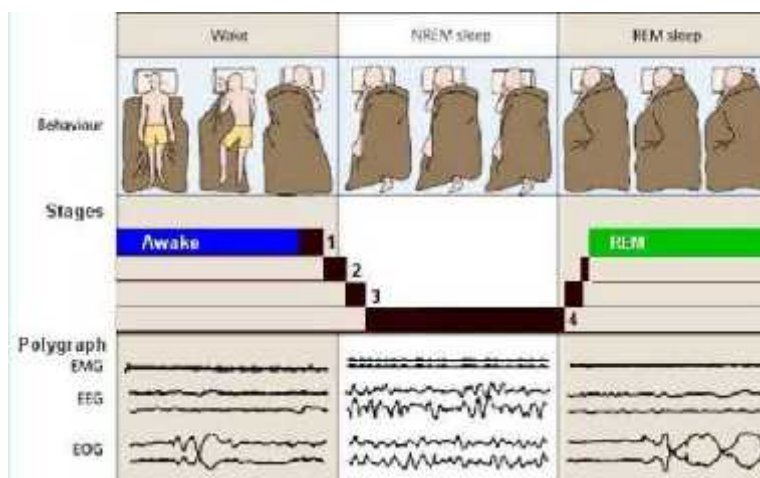 Wake NREM sleep REM sleep
Behaviour
Stages
Awake 1 REM
2
3
4
Polygraph
EMG
EEG
EOG